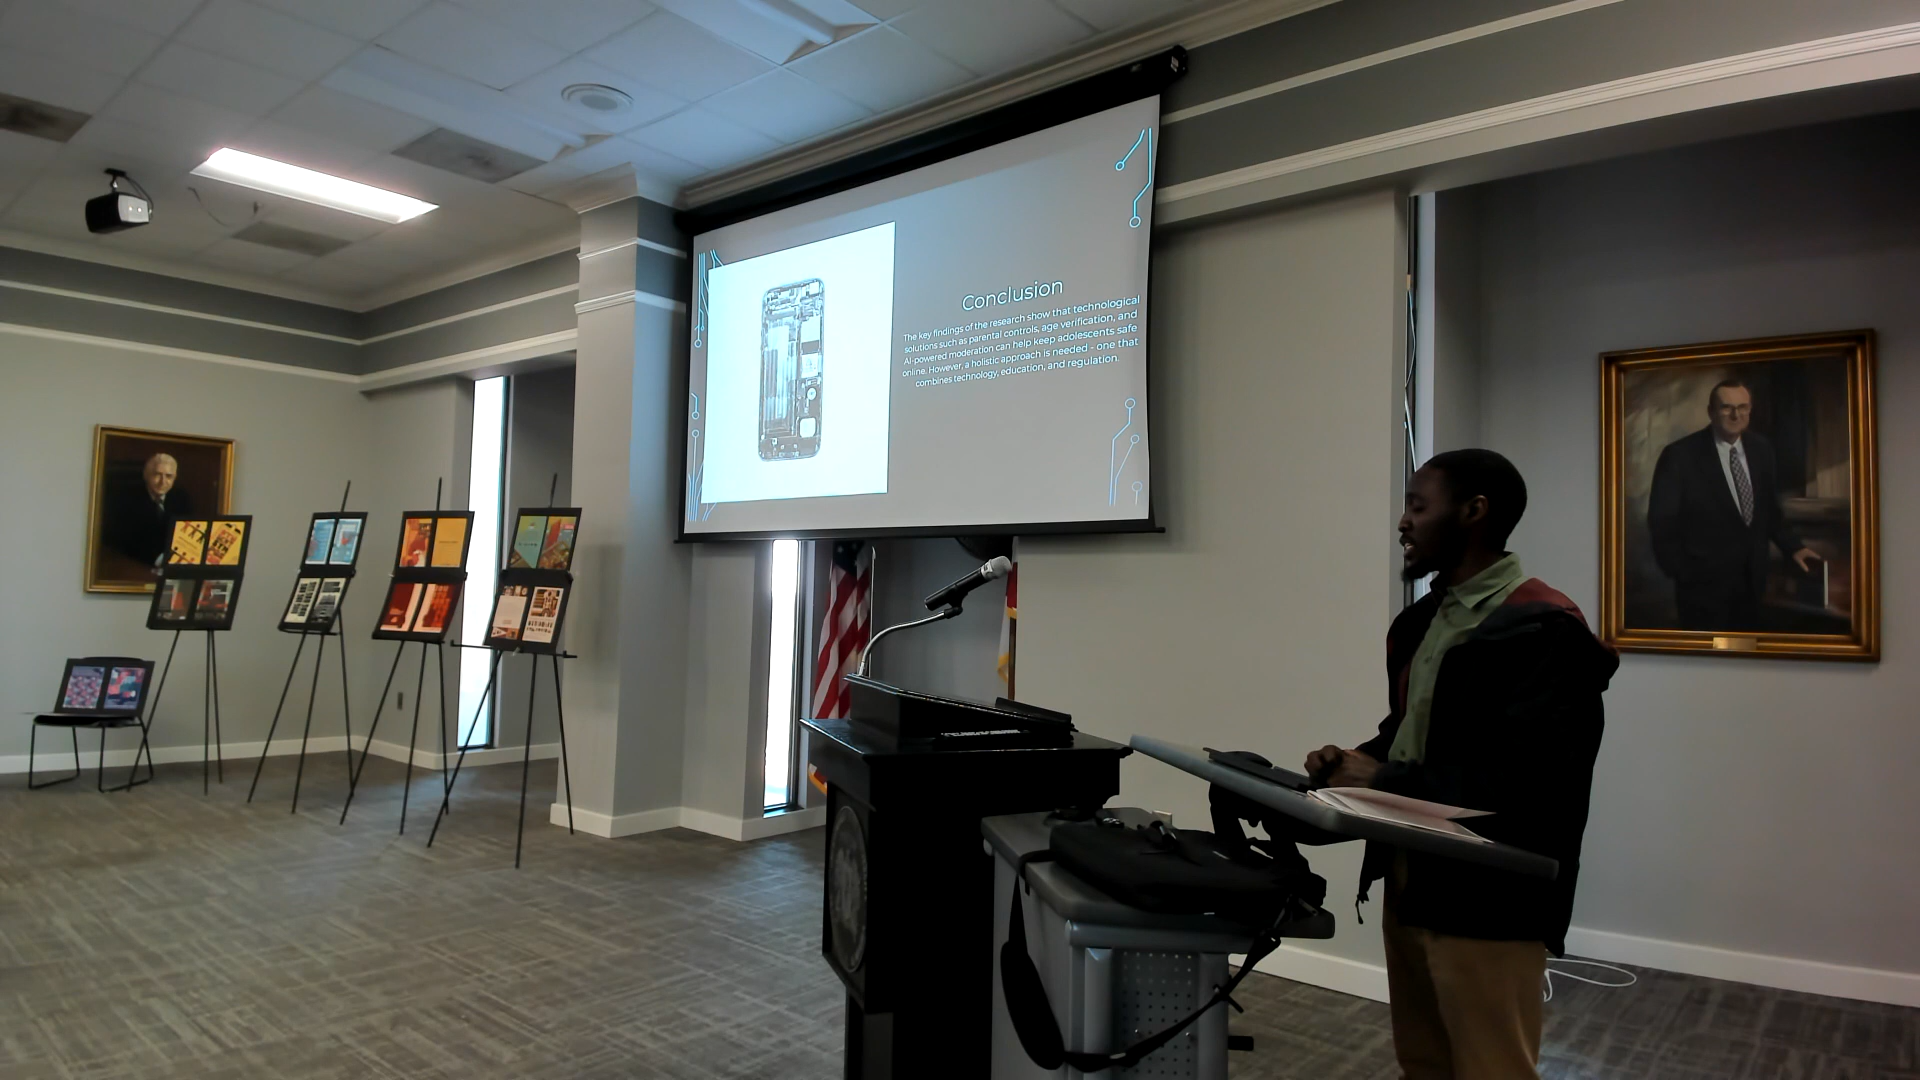 Conclusion
The key findings of the research show that technological
solutions such as parental controls, age verification, and
AI-powered moderation can help keep adolescents safe
online. However, a holistic approach is needed - one that
combines technology, education, and regulation.